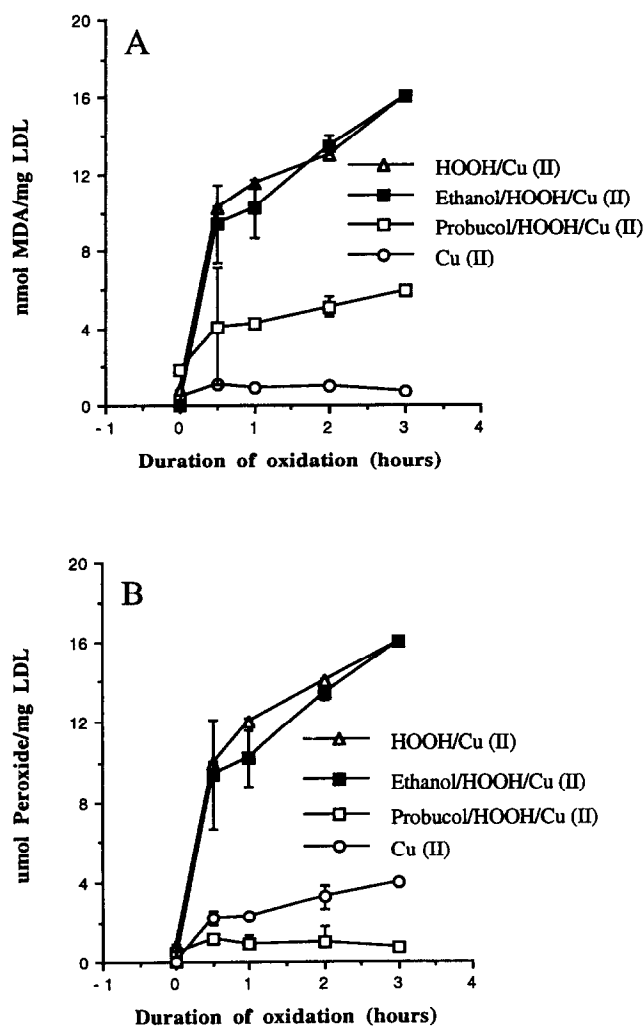 A
20
16
12
8
4
0
nmol MDA/mg LDL
HOOH/Cu (II)
Ethanol/HOOH/Cu (II)
Probucol/HOOH/Cu (II)
Cu (II)
-1 0 1 2 3 4
Duration of oxidation (hours)
B
20
16
12
8
4
0
umol Peroxide/mg LDL
HOOH/Cu (II)
Ethanol/HOOH/Cu (II)
Probucol/HOOH/Cu (II)
Cu (II)
-1 0 1 2 3 4
Duration of oxidation (hours)